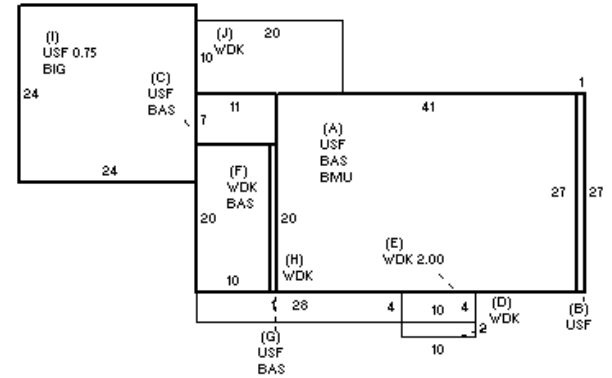 (I)
USF 0.75
BIG
24
24
(J)
WDK
20
10
(C)
USF
BAS
7
11
41
1
(A)
USF
BAS
BMU
(F)
WDK
BAS
20
20
10
27
27
(H)
WDK
(E)
WDK 2.00
28
4
10
4
(D)
WDK
2
10
(B)
USF
1
(G)
USF
BAS